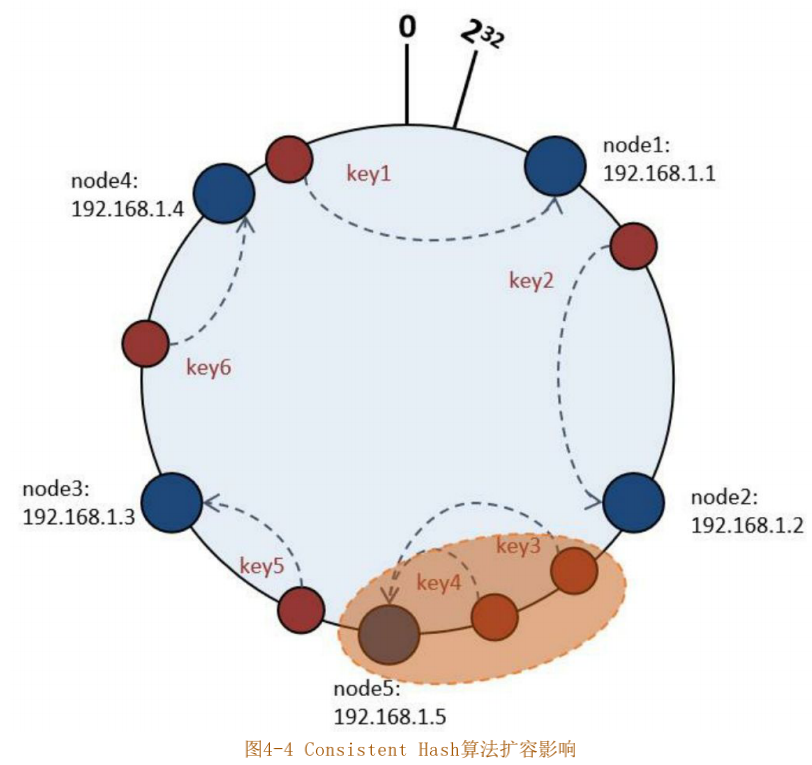 0
2³²
node1:
192.168.1.1
key1
node4:
192.168.1.4
key2
key6
node3:
192.168.1.3
node2:
192.168.1.2
key3
key5
key4
node5:
192.168.1.5
图4-4 Consistent Hash算法扩容影响